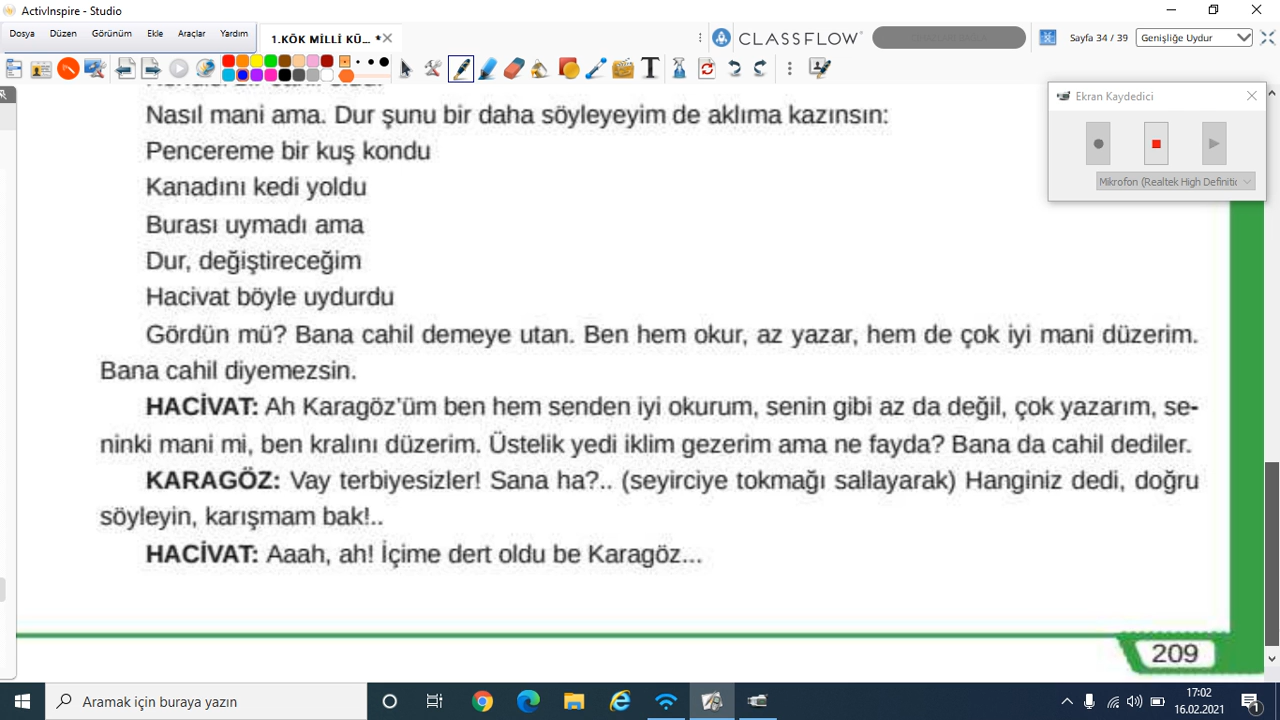 ActivInspire - Studio
Dosya Düzen Görünüm Ekle Araçlar Yardım
1.KÖK MİLLİ KÜ... *
CLASSFLOW
Sayfa 34 / 39
Genişliğe Uydur
Ekran Kaydedici
Mikrofon (Realtek High Definitic
Nasıl mani ama. Dur şunu bir daha söyleyeyim de aklıma kazınsın:
Pencereme bir kuş kondu
Kanadını kedi yoldu
Burası uymadı ama
Dur, değiştireceğim
Hacivat böyle uydurdu
Gördün mü? Bana cahil demeye utan. Ben hem okur, az yazar, hem de çok iyi mani düzerim.
Bana cahil diyemezsin.
HACİVAT: Ah Karagöz'üm ben hem senden iyi okurum, senin gibi az da değil, çok yazarım, se-
ninki mani mi, ben kralını düzerim. Üstelik yedi iklim gezerim ama ne fayda? Bana da cahil dediler.
KARAGÖZ: Vay terbiyesizler! Sana ha?.. (seyirciye tokmağı sallayarak) Hanginiz dedi, doğru
söyleyin, karışmam bak!..
HACİVAT: Aaah, ah! İçime dert oldu be Karagöz...
209
Aramak için buraya yazın
17:02
16.02.2021
1